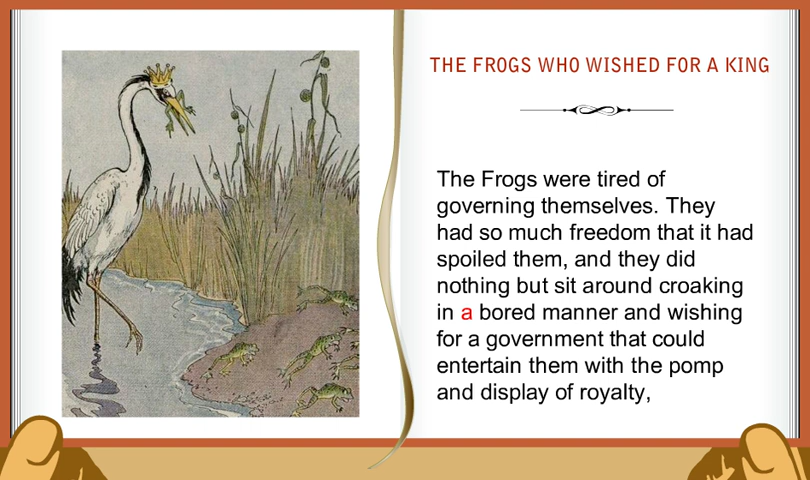 THE FROGS WHO WISHED FOR A KING
The Frogs were tired of
governing themselves. They
had so much freedom that it had
spoiled them, and they did
nothing but sit around croaking
in a bored manner and wishing
for a government that could
entertain them with the pomp
and display of royalty,